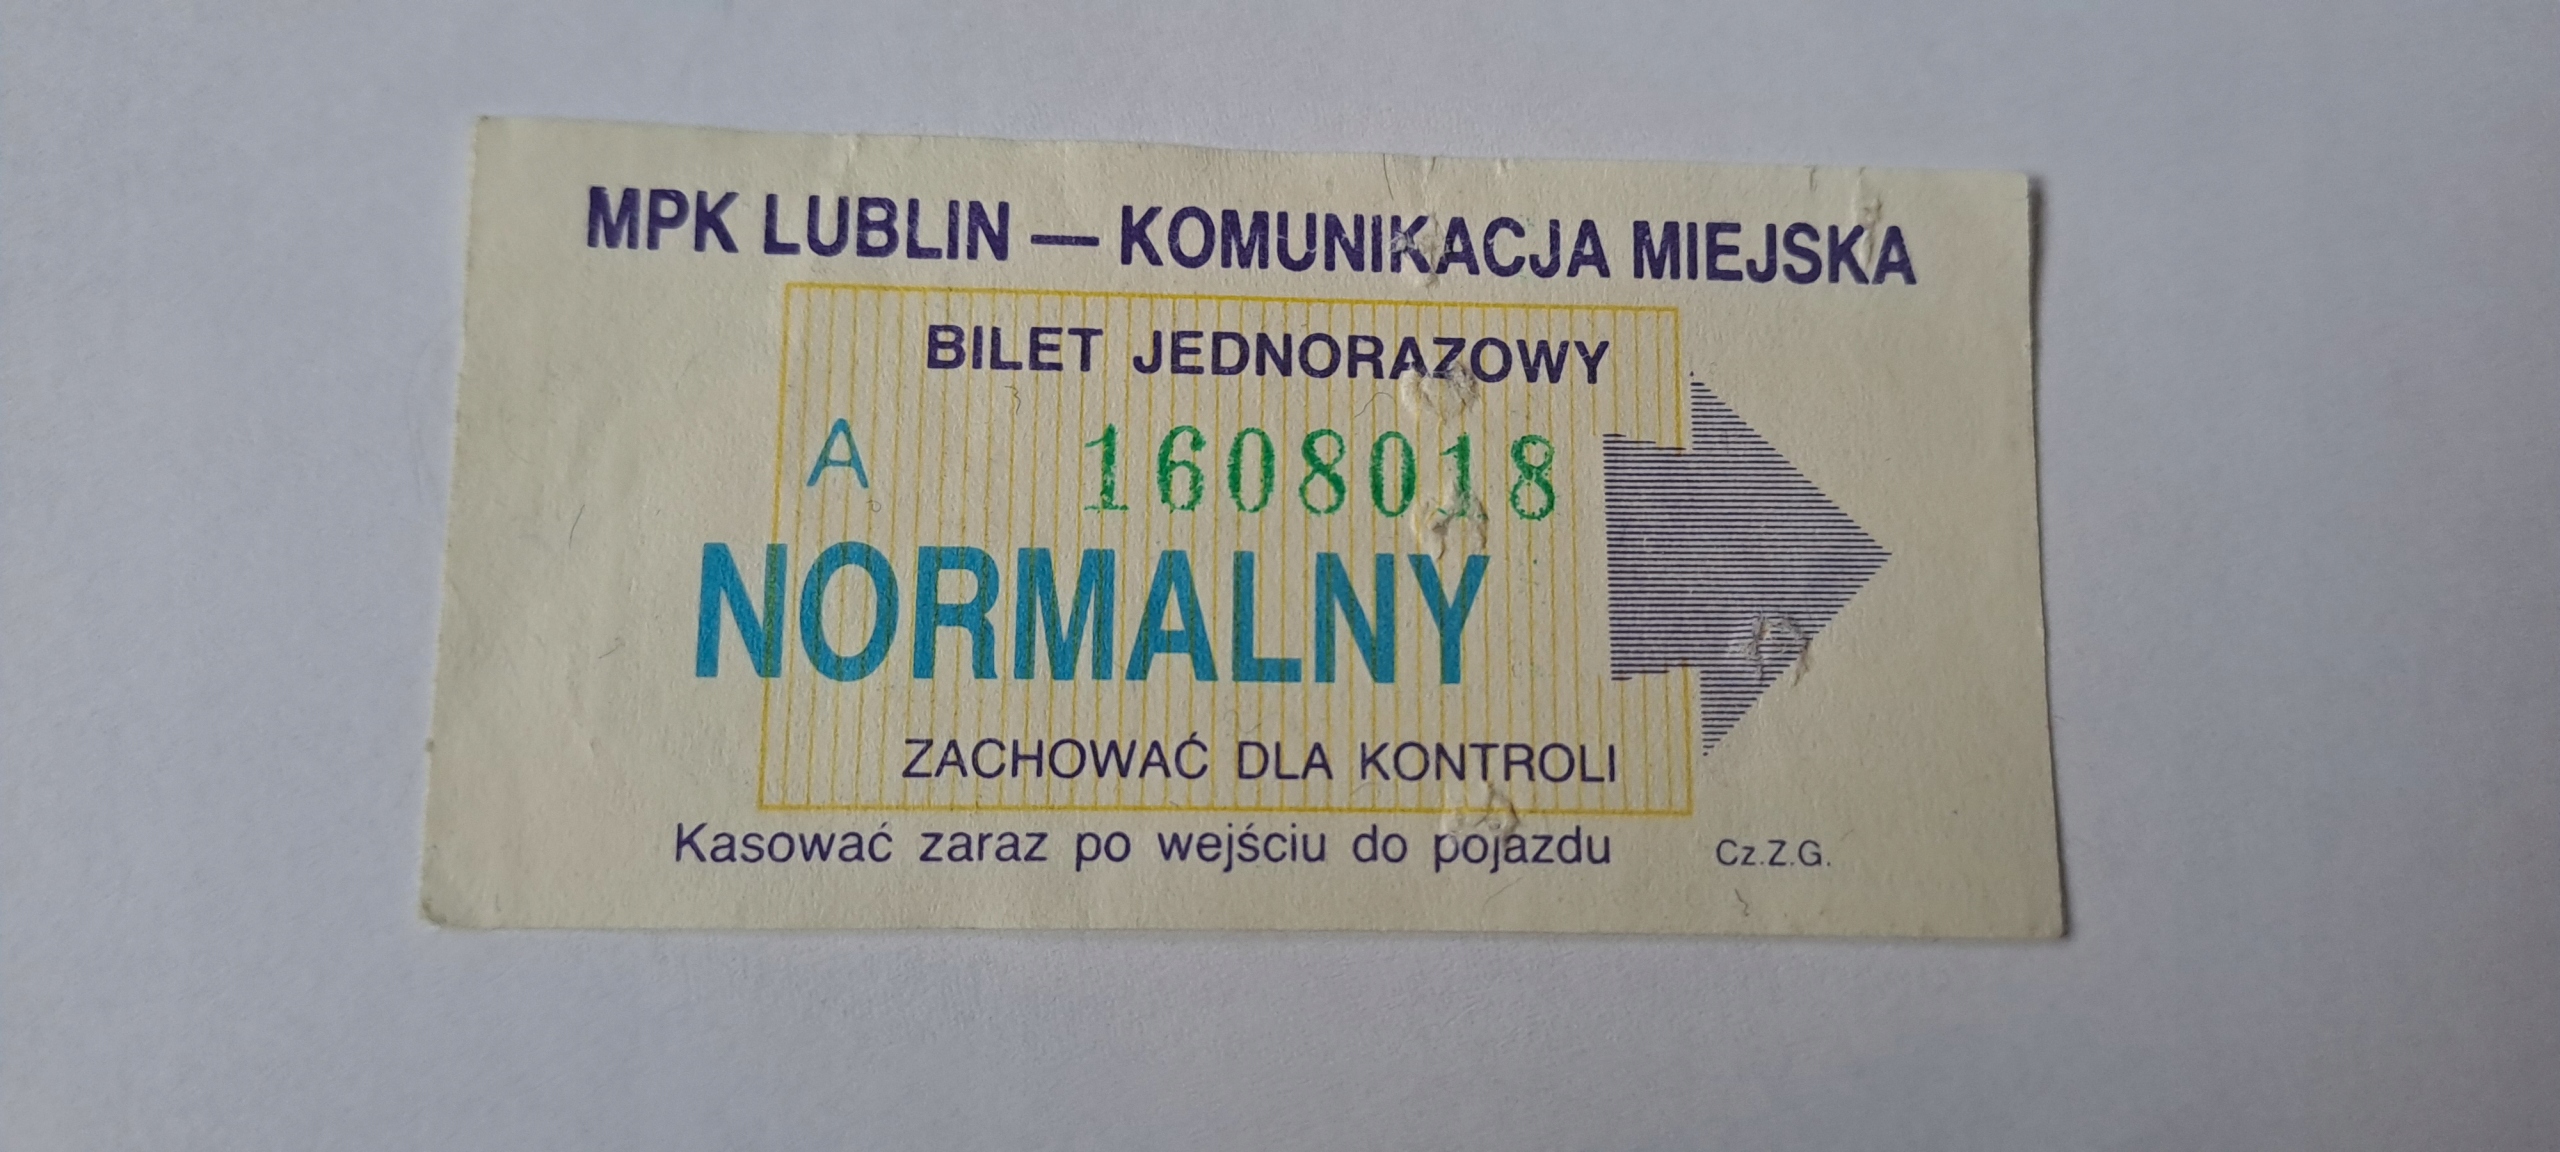 MPK LUBLIN — KOMUNIKACJA MIEJSKA
BILET JEDNORAZOWY
A 1608018
NORMALNY
ZACHOWAĆ DLA KONTROLI
Kasować zaraz po wejściu do pojazdu Cz.Z.G.